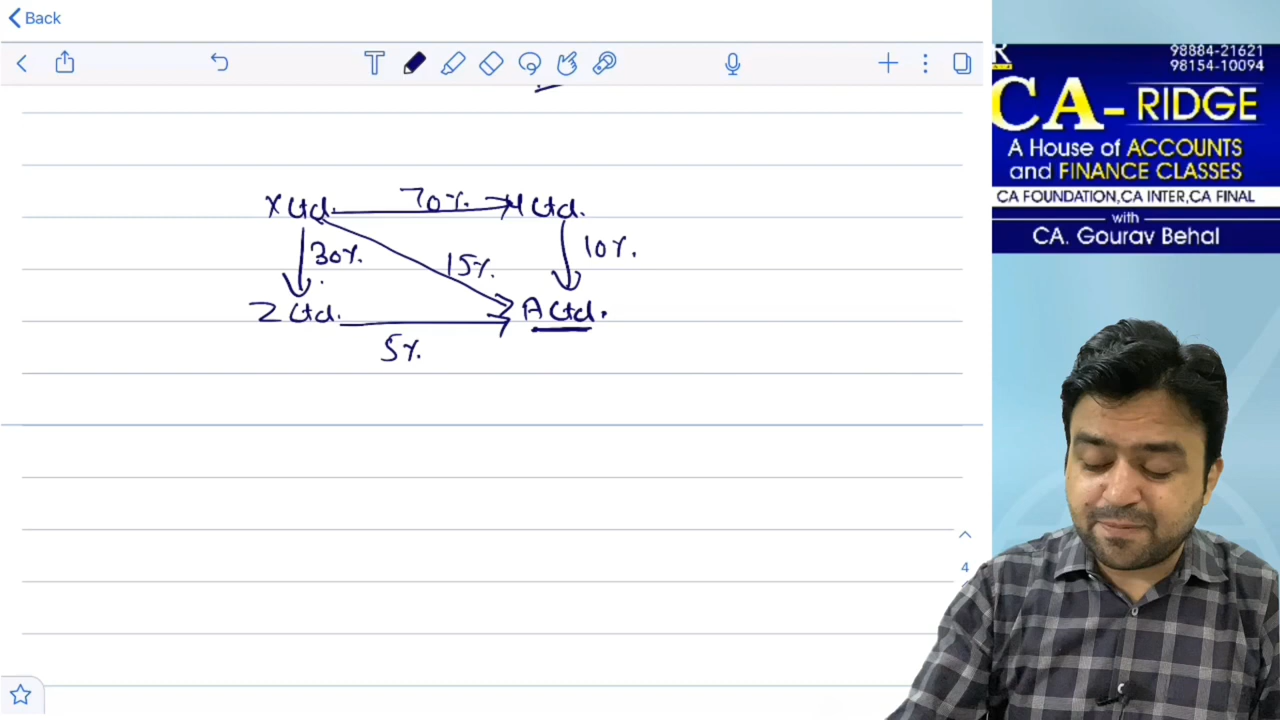 Back
98884-21621
98154-10094
CA- RIDGE
A House of ACCOUNTS
and FINANCE CLASSES
CA FOUNDATION,CA INTER,CA FINAL
with
CA. Gourav Behal
X Ltd. 70%. Ltd.
30%. 15%. 10%.
Z Ltd. A Ltd.
5%.
4